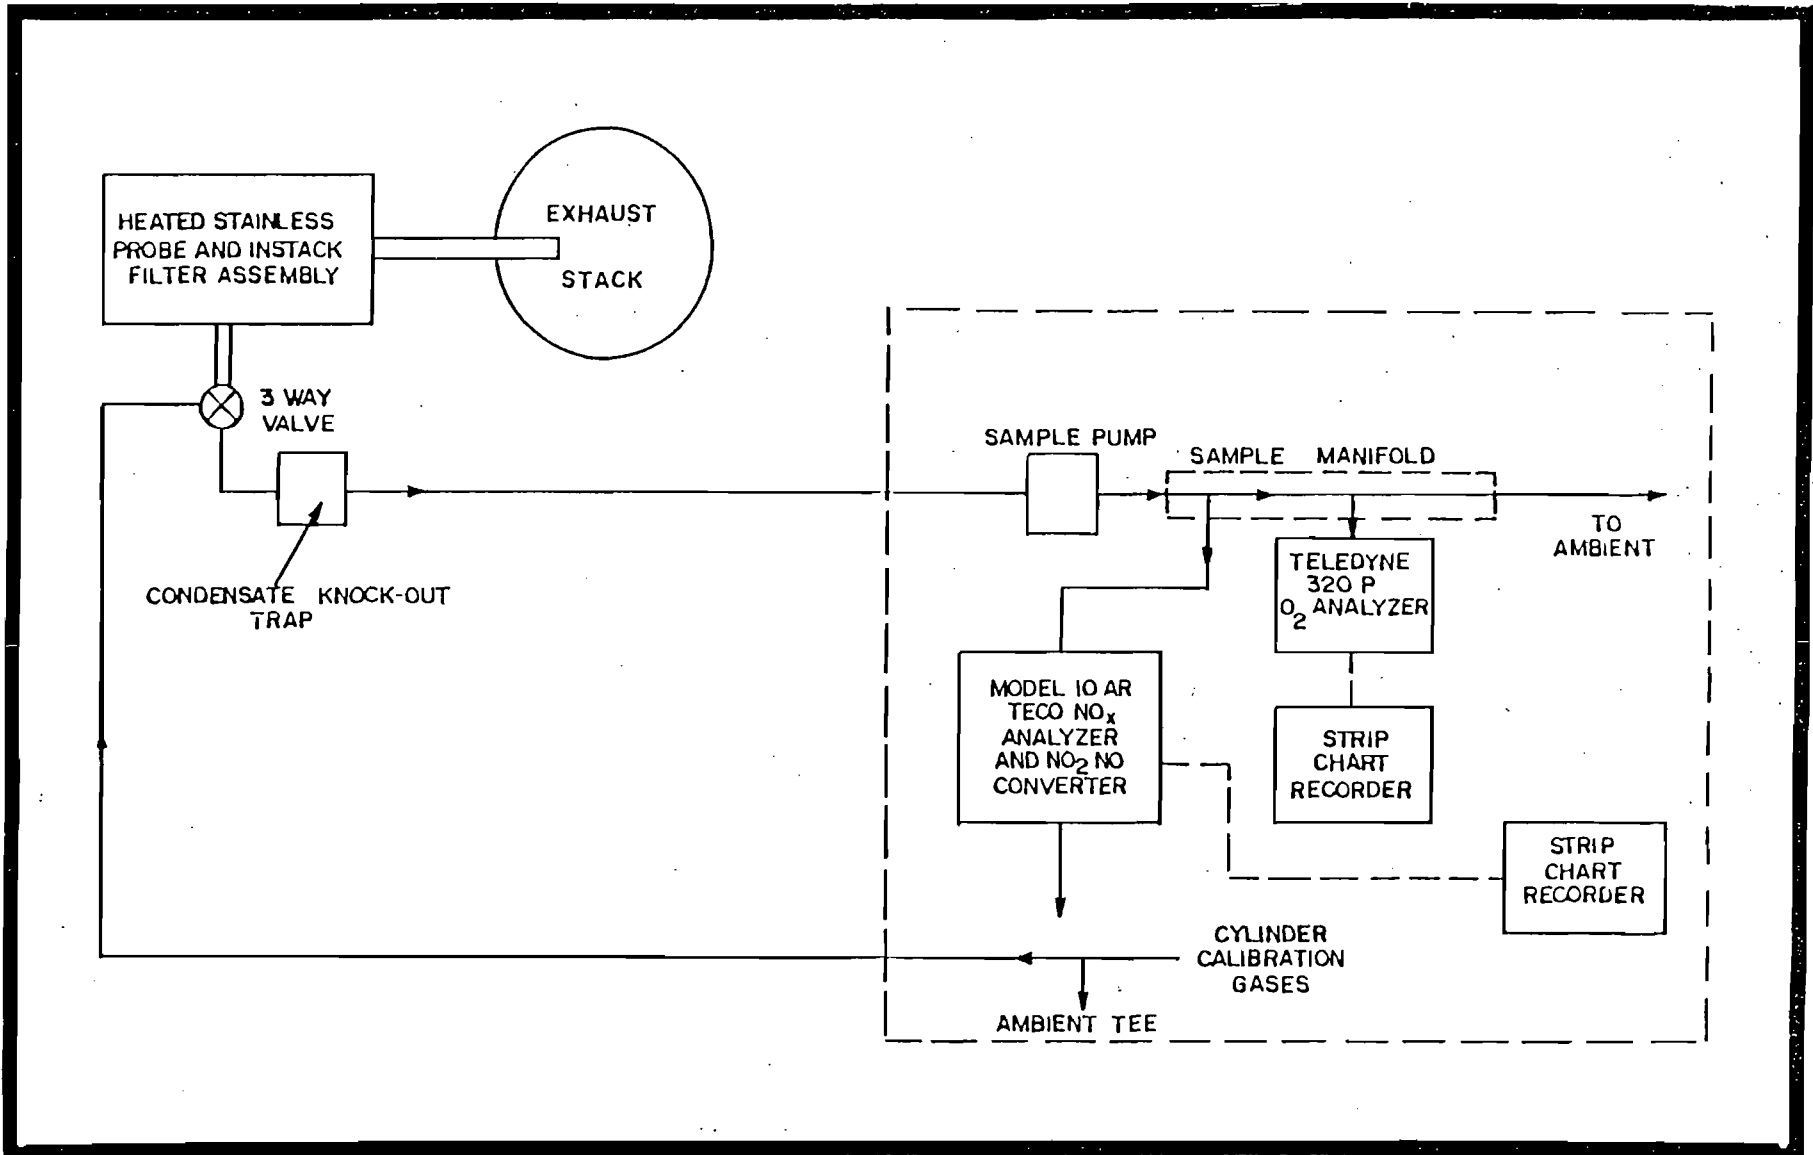 HEATED STAINLESS
PROBE AND INSTACK
FILTER ASSEMBLY
EXHAUST
STACK
3 WAY
VALVE
CONDENSATE KNOCK-OUT
TRAP
SAMPLE PUMP
SAMPLE MANIFOLD
TO
AMBIENT
TELEDYNE
320 P
O₂ ANALYZER
MODEL 10 AR
TECO NOₓ
ANALYZER
AND NO₂ NO
CONVERTER
STRIP
CHART
RECORDER
STRIP
CHART
RECORDER
CYLINDER
CALIBRATION
GASES
AMBIENT TEE